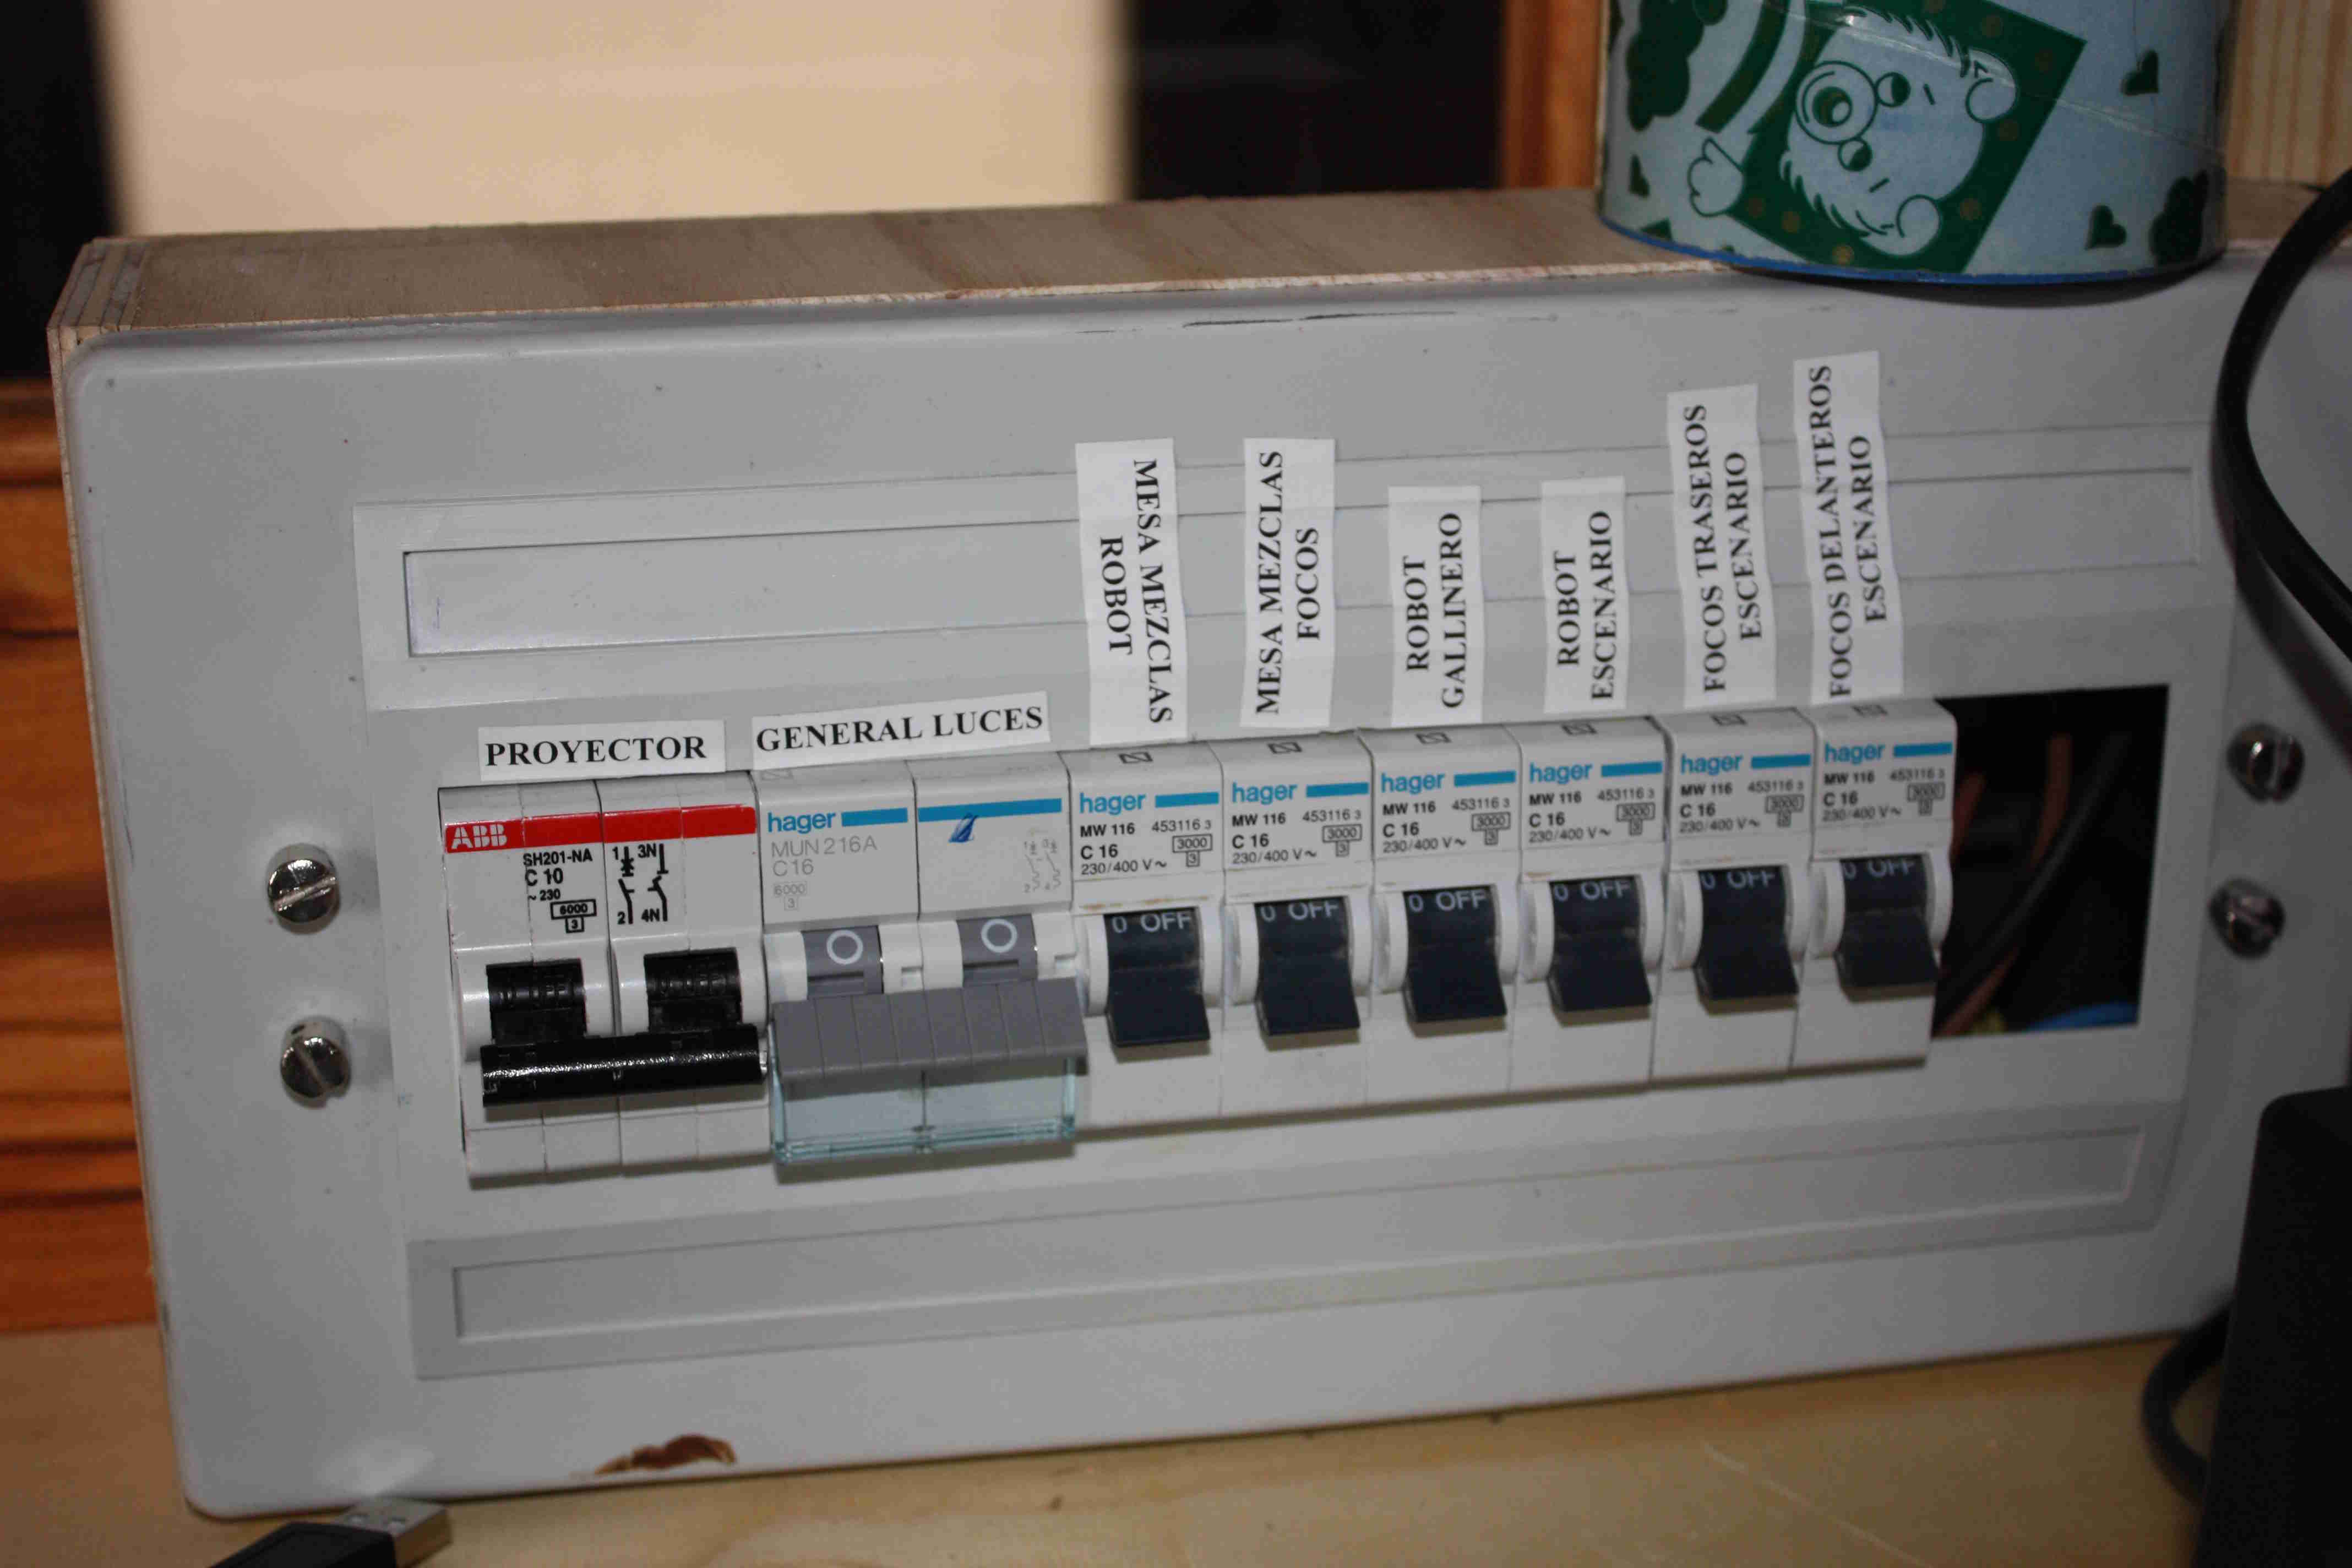 PROYECTOR
GENERAL LUCES
MESA MEZCLAS
ROBOT
MESA MEZCLAS
FOCOS
ROBOT
GALLINERO
ROBOT
ESCENARIO
FOCOS TRASEROS
ESCENARIO
FOCOS DELANTEROS
ESCENARIO
ABB
SH201-NA
C 10
~230
6000
3
1 3N
2 4N
hager
MUN216A
C16
6000
3
hager
MW 116 453116 3
C 16 3000
230/400 V~ 3
0 OFF
hager
MW 116 453116 3
C 16 3000
230/400 V~ 3
0 OFF
hager
MW 116 453116 3
C 16 3000
230/400 V~ 3
0 OFF
hager
MW 116 453116 3
C 16 3000
230/400 V~ 3
0 OFF
hager
MW 116 453116 3
C 16 3000
230/400 V~ 3
0 OFF
hager
MW 116 453116 3
C 16 3000
230/400 V~ 3
0 OFF